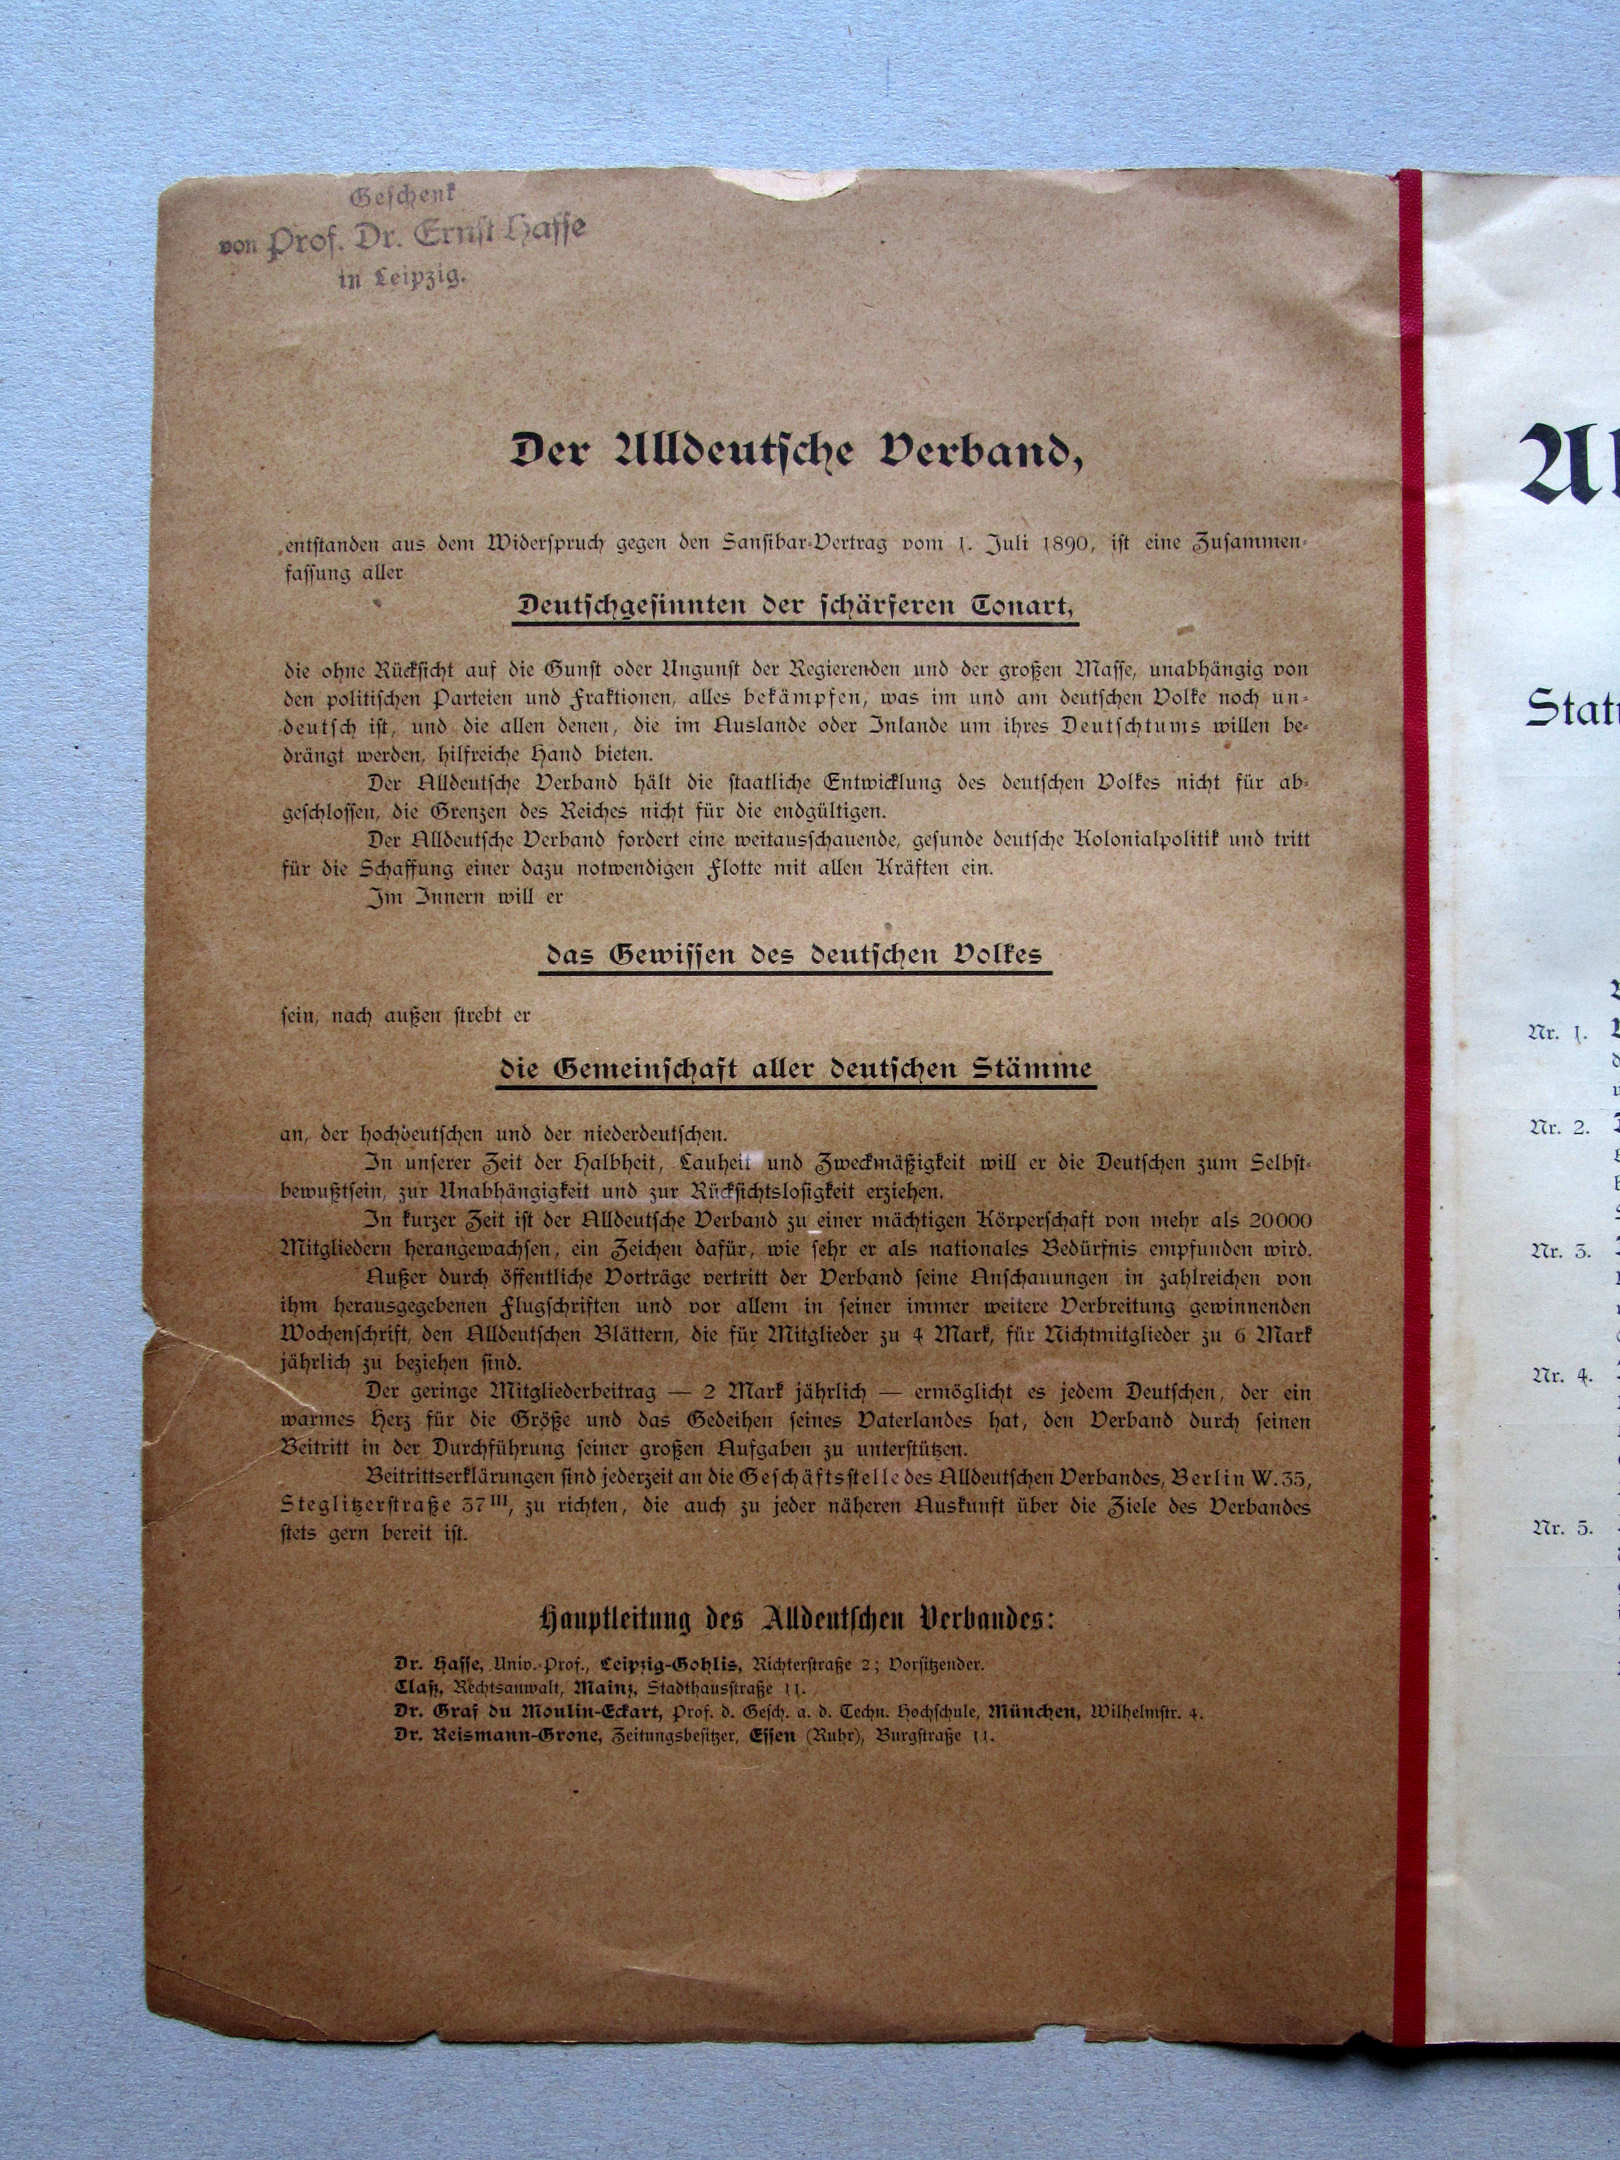 Geschenk
von Prof. Dr. Ernst Hasse
in Leipzig.
Der Alldeutsche Verband,
entstanden aus dem Widerspruch gegen den Sansibar-Vertrag vom 1. Juli 1890, ist eine Zusammen-
fassung aller
Deutschgesinnten der schärferen Tonart,
die ohne Rücksicht auf die Gunst oder Ungunst der Regierenden und der großen Masse, unabhängig von
den politischen Parteien und Fraktionen, alles bekämpfen, was im und am deutschen Volke noch un-
deutsch ist, und die allen denen, die im Auslande oder Inlande um ihres Deutschtums willen be-
drängt werden, hilfreiche Hand bieten.
Der Alldeutsche Verband hält die staatliche Entwicklung des deutschen Volkes nicht für ab-
geschlossen, die Grenzen des Reiches nicht für die endgültigen.
Der Alldeutsche Verband fordert eine weitausschauende, gesunde deutsche Kolonialpolitik und tritt
für die Schaffung einer dazu notwendigen Flotte mit allen Kräften ein.
Im Innern will er
das Gewissen des deutschen Volkes
sein, nach außen strebt er
die Gemeinschaft aller deutschen Stämme
an, der hochdeutschen und der niederdeutschen.
In unserer Zeit der Halbheit, Lauheit und Zweckmäßigkeit will er die Deutschen zum Selbst-
bewußtsein, zur Unabhängigkeit und zur Rücksichtslosigkeit erziehen.
In kurzer Zeit ist der Alldeutsche Verband zu einer mächtigen Körperschaft von mehr als 20000
Mitgliedern herangewachsen, ein Zeichen dafür, wie sehr er als nationales Bedürfnis empfunden wird.
Außer durch öffentliche Vorträge vertritt der Verband seine Anschauungen in zahlreichen von
ihm herausgegebenen Flugschriften und vor allem in seiner immer weitere Verbreitung gewinnenden
Wochenschrift, den Alldeutschen Blättern, die für Mitglieder zu 4 Mark, für Nichtmitglieder zu 6 Mark
jährlich zu beziehen sind.
Der geringe Mitgliederbeitrag — 2 Mark jährlich — ermöglicht es jedem Deutschen, der ein
warmes Herz für die Größe und das Gedeihen seines Vaterlandes hat, den Verband durch seinen
Beitritt in der Durchführung seiner großen Aufgaben zu unterstützen.
Beitrittserklärungen sind jederzeit an die Geschäftsstelle des Alldeutschen Verbandes, Berlin W. 35,
Steglitzerstraße 37 III, zu richten, die auch zu jeder näheren Auskunft über die Ziele des Verbandes
stets gern bereit ist.
Hauptleitung des Alldeutschen Verbandes:
Dr. Hasse, Univ.-Prof., Leipzig-Gohlis, Richterstraße 2; Vorsitzender.
Claß, Rechtsanwalt, Mainz, Stadthausstraße 11.
Dr. Graf du Moulin-Eckart, Prof. d. Gesch. a. d. Techn. Hochschule, München, Wilhelmstr. 4.
Dr. Reismann-Grone, Zeitungsbesitzer, Essen (Ruhr), Burgstraße 11.
Nr. 1.
Nr. 2.
Nr. 3.
Nr. 4.
Nr. 5.